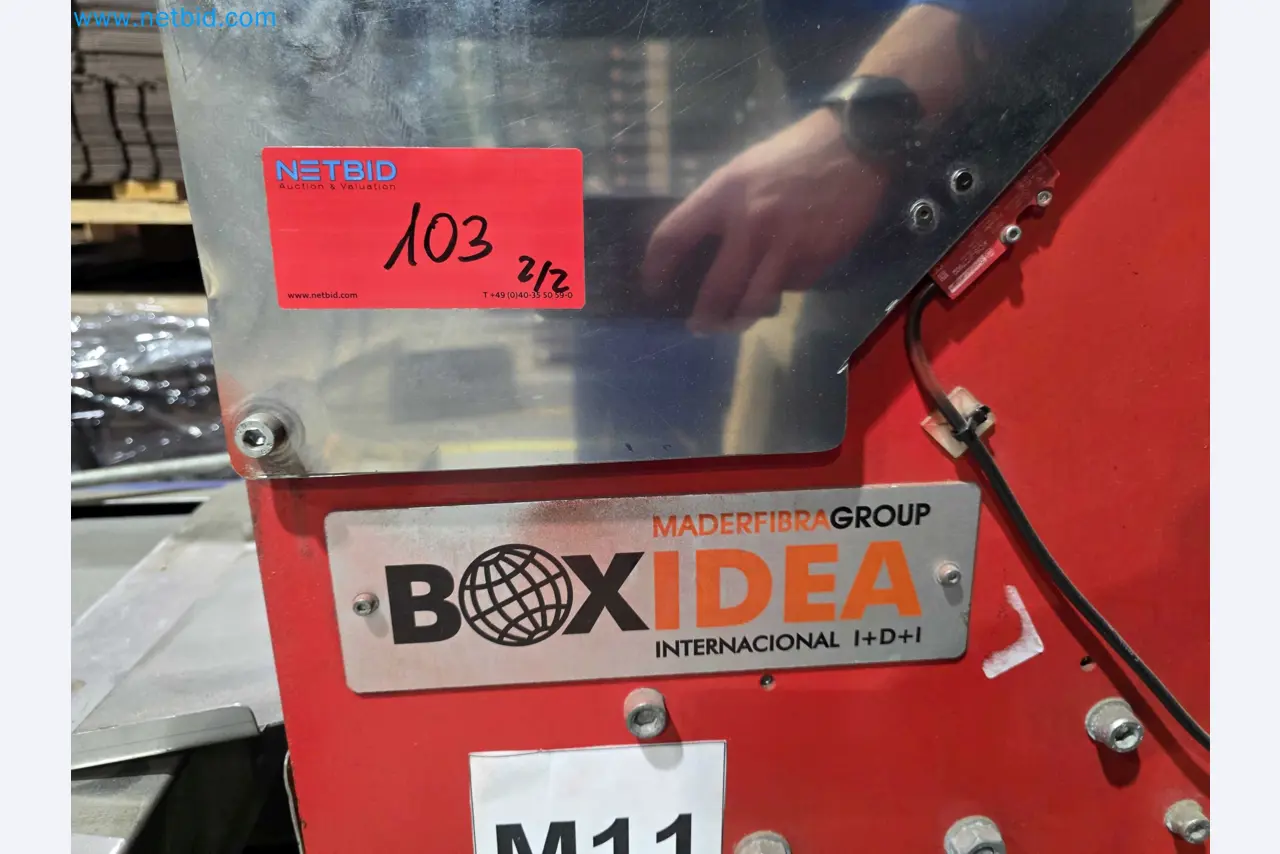 www.netbid.com
NETBID
Auction & Valuation
103
2/2
www.netbid.com
T +49 (0)40-35 50 59-0
MADERFIBRAGROUP
BOXIDEA
INTERNACIONAL I+D+I
M11